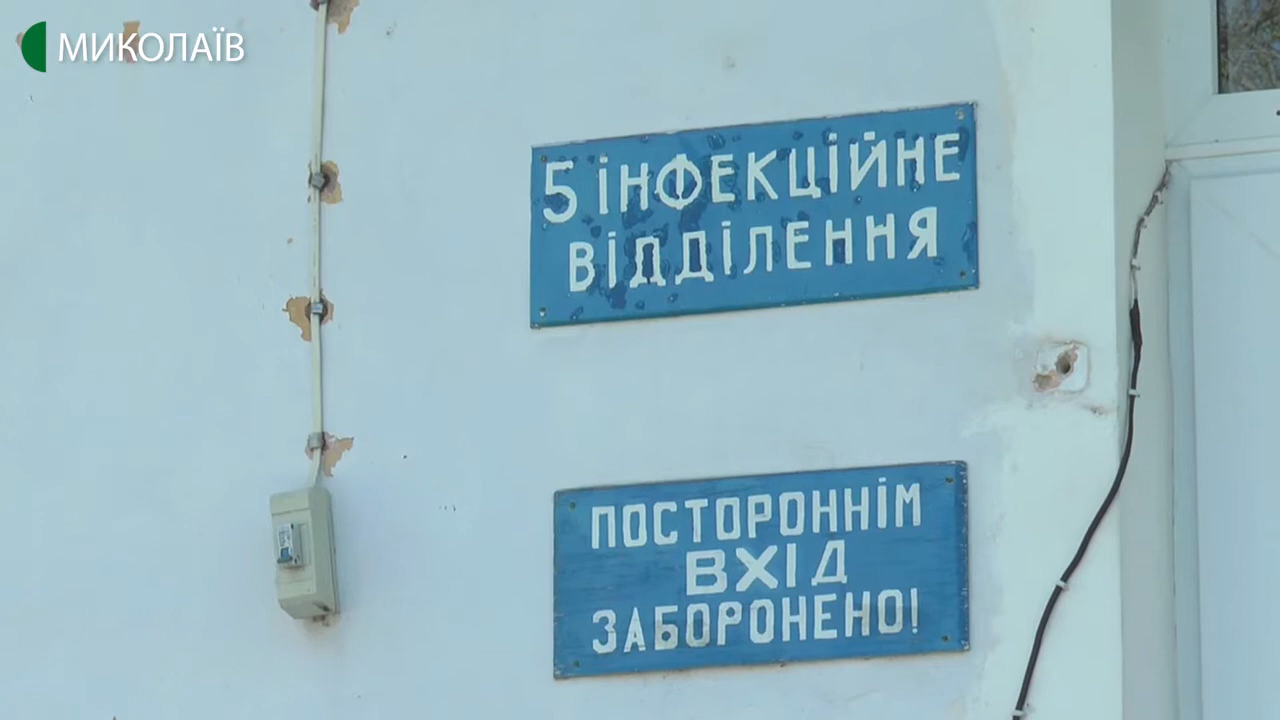 МИКОЛАЇВ
5 ІНФЕКЦІЙНЕ
ВІДДІЛЕННЯ
ПОСТОРОННІМ
ВХІД
ЗАБОРОНЕНО!